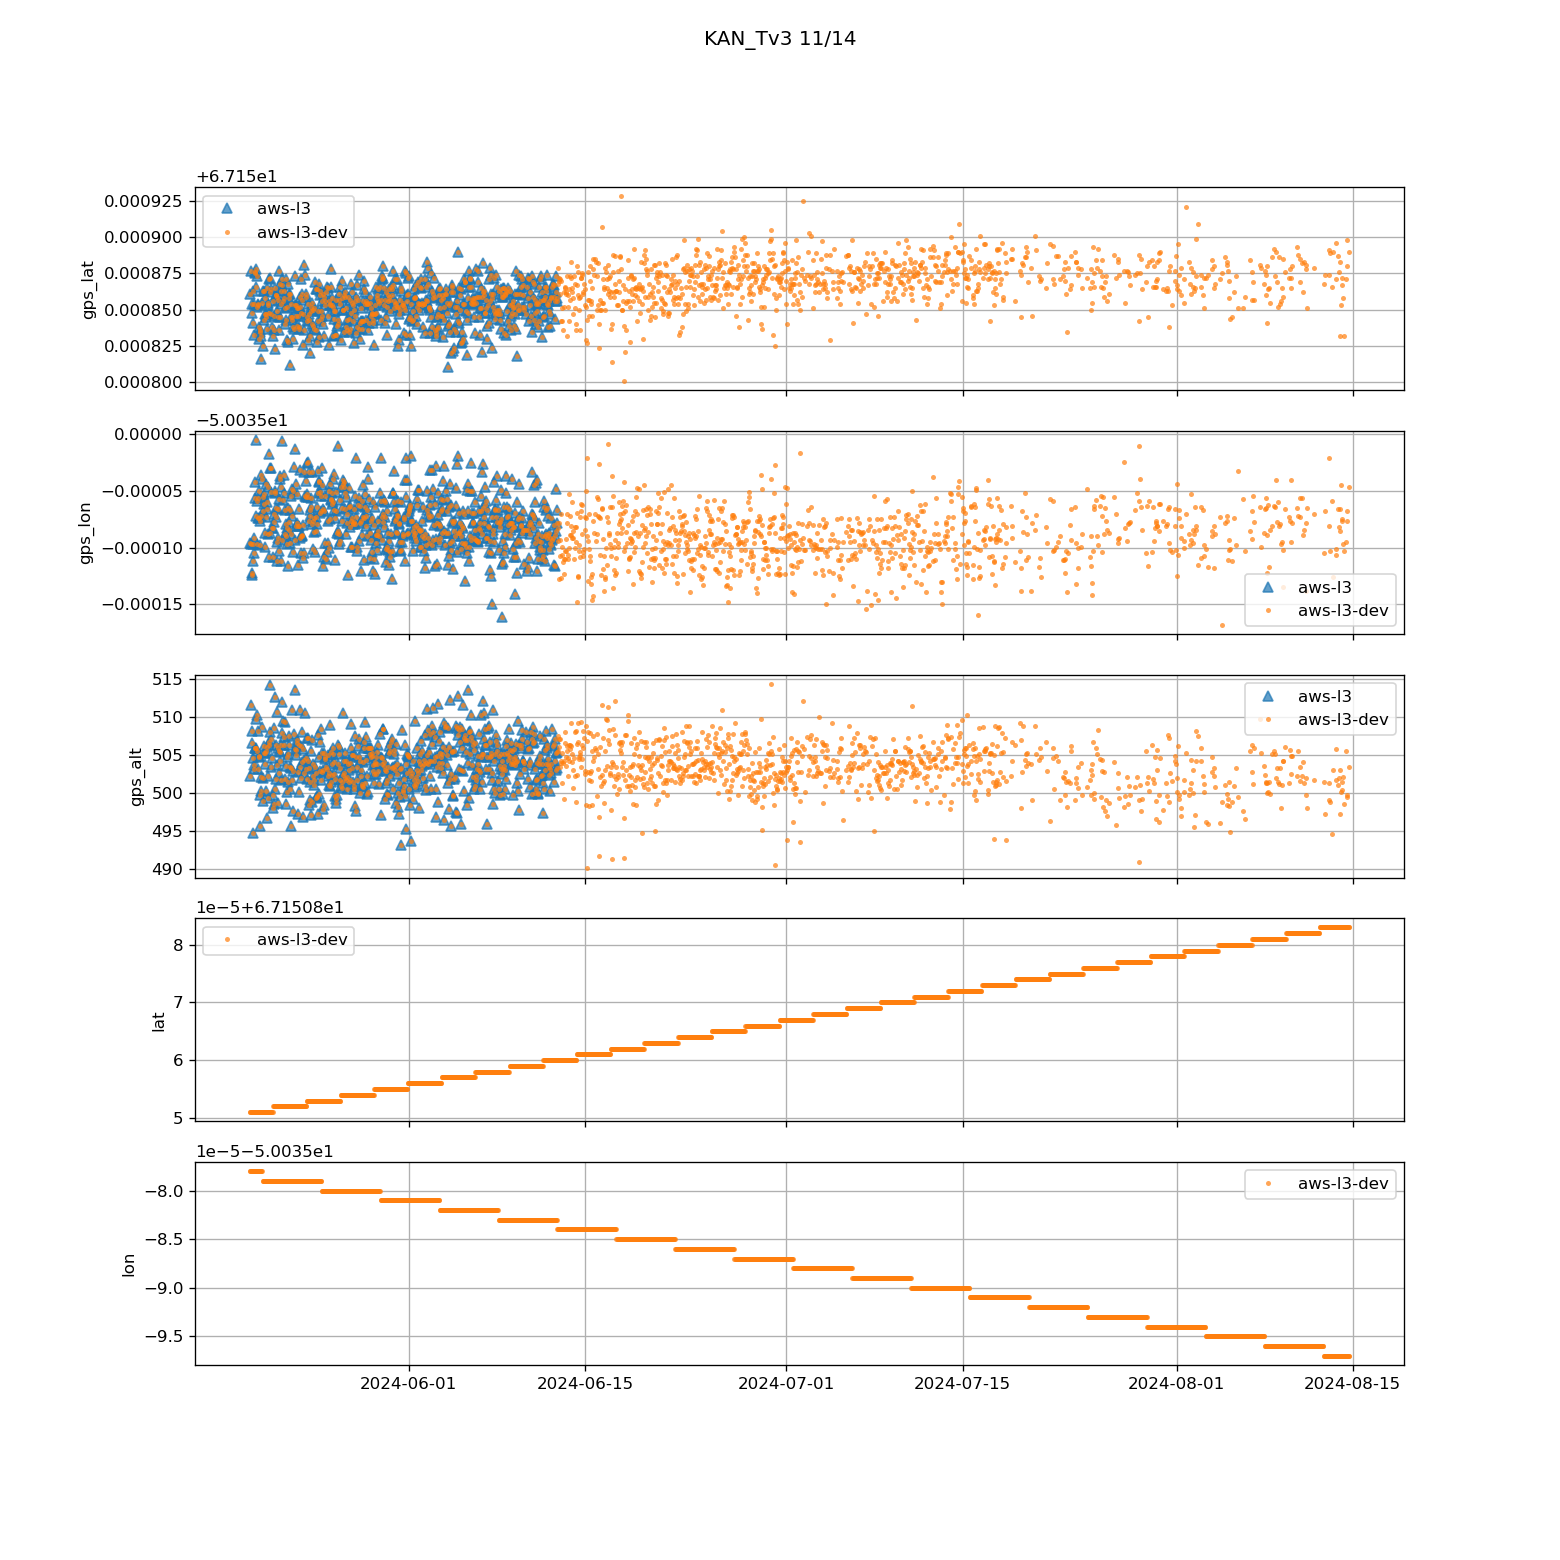 KAN_Tv3 11/14
+6.715e1
0.000925
0.000900
0.000875
0.000850
0.000825
0.000800
gps_lat
aws-l3
aws-l3-dev
−5.0035e1
0.00000
−0.00005
−0.00010
−0.00015
gps_lon
aws-l3
aws-l3-dev
515
510
505
500
495
490
gps_alt
aws-l3
aws-l3-dev
1e−5+6.71508e1
8
7
6
5
lat
aws-l3-dev
1e−5−5.0035e1
−8.0
−8.5
−9.0
−9.5
lon
aws-l3-dev
2024-06-01 2024-06-15 2024-07-01 2024-07-15 2024-08-01 2024-08-15